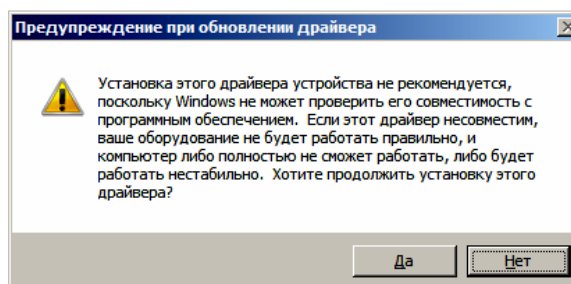 Предупреждение при обновлении драйвера
Установка этого драйвера устройства не рекомендуется,
поскольку Windows не может проверить его совместимость с
программным обеспечением. Если этот драйвер несовместим,
ваше оборудование не будет работать правильно, и
компьютер либо полностью не сможет работать, либо будет
работать нестабильно. Хотите продолжить установку этого
драйвера?
Да
Нет